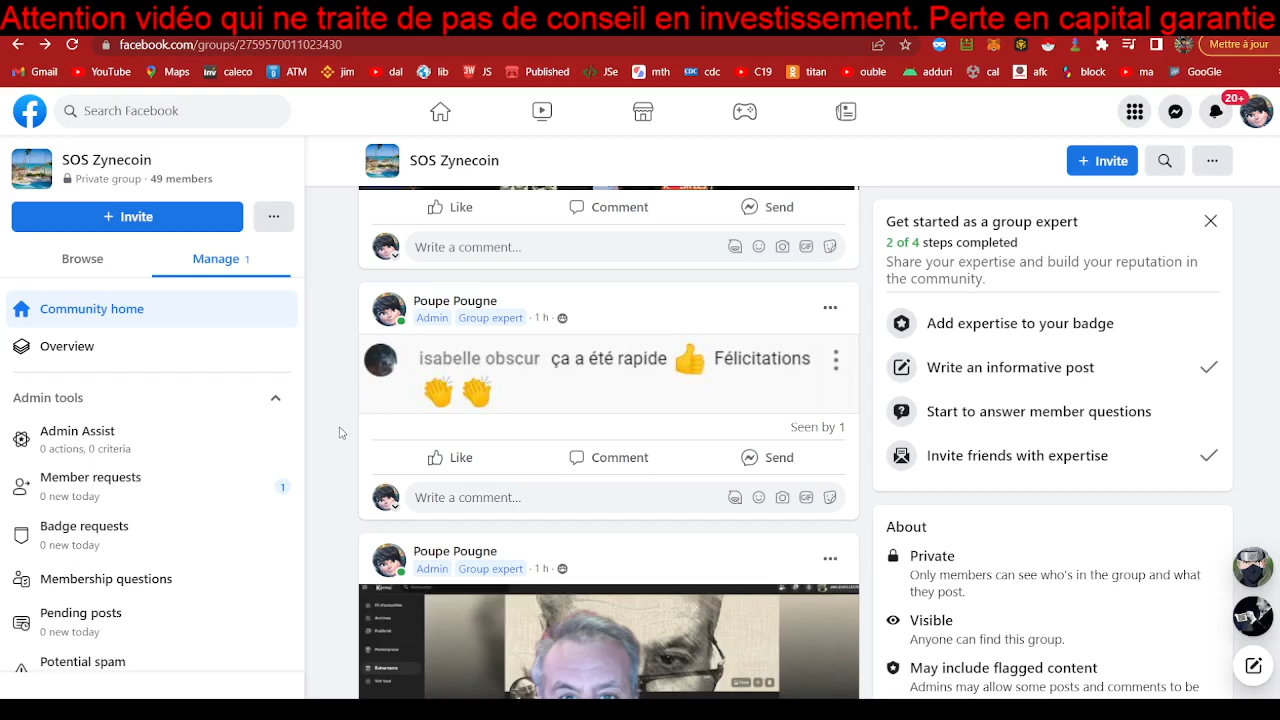 Attention vidéo qui ne traite de pas de conseil en investissement. Perte en capital garantie
facebook.com/groups/2759570011023430
Mettre à jour
Gmail YouTube Maps caleco ATM jim dal lib JS Published JSe mth cdc C19 titan ouble adduri cal afk block ma GooGle
Search Facebook
20+
SOS Zynecoin
Private group · 49 members
+ Invite
Browse
Manage 1
Community home
Overview
Admin tools
Admin Assist
0 actions, 0 criteria
Member requests
0 new today
1
Badge requests
0 new today
Membership questions
Pending posts
0 new today
Potential spam
SOS Zynecoin
+ Invite
Like Comment Send
Write a comment...
Poupe Pougne
Admin Group expert · 1 h ·
isabelle obscur ça a été rapide 👍 Félicitations
👏 👏
Seen by 1
Like Comment Send
Write a comment...
Poupe Pougne
Admin Group expert · 1 h ·
Get started as a group expert
2 of 4 steps completed
Share your expertise and build your reputation in
the community.
Add expertise to your badge
Write an informative post
Start to answer member questions
Invite friends with expertise
About
Private
Only members can see who's in the group and what
they post.
Visible
Anyone can find this group.
May include flagged content
Admins may allow some posts and comments to be